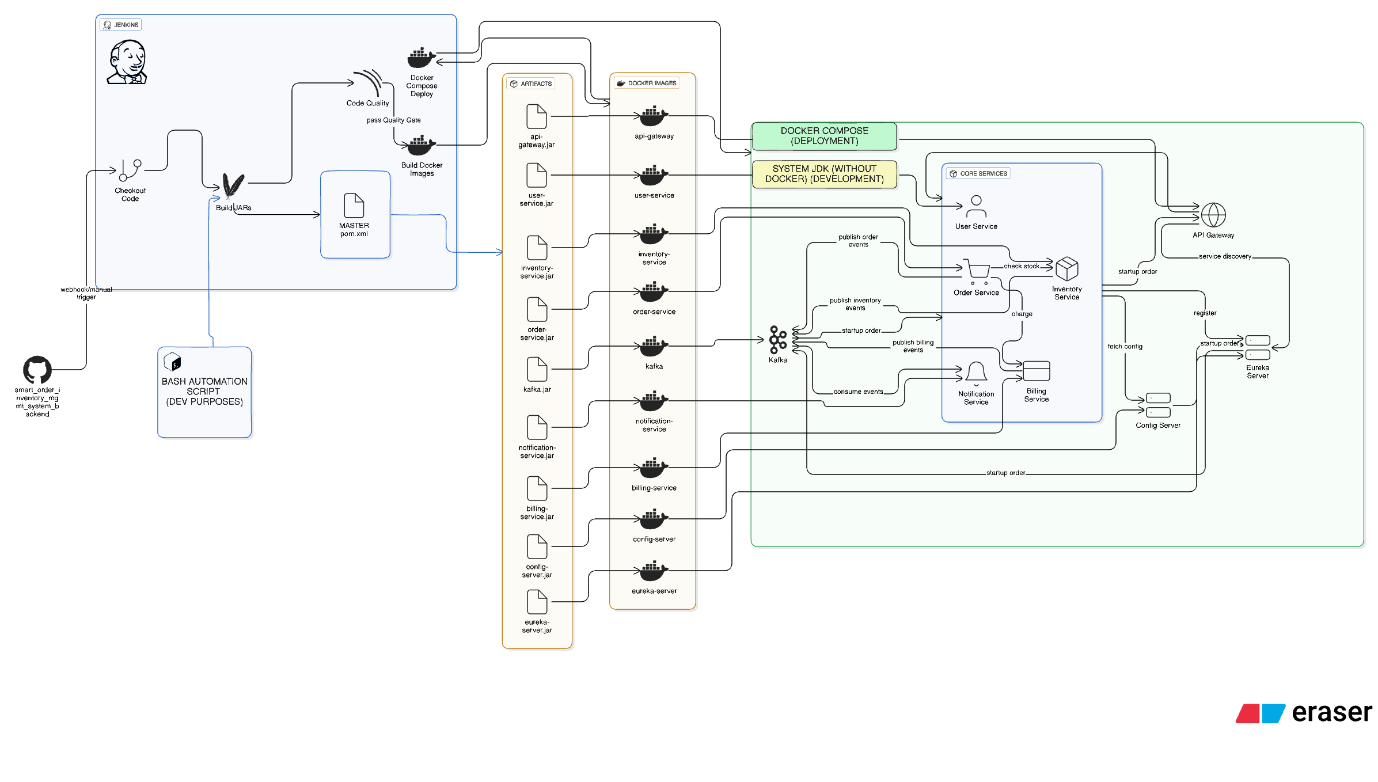 JENKINS
Docker
Compose
Deploy
Code Quality
pass Quality Gate
Build Docker
Images
Checkout
Code
Build JARs
MASTER
pom.xml
webhook/manual
trigger
smart_order_i
nventory_mg
mt_system_b
ackend
BASH AUTOMATION
SCRIPT
(DEV PURPOSES)
ARTIFACTS
api-
gateway.jar
user-
service.jar
inventory-
service.jar
order-
service.jar
kafka.jar
notification-
service.jar
billing-
service.jar
config-
server.jar
eureka-
server.jar
DOCKER IMAGES
api-gateway
user-service
inventory-
service
order-service
kafka
notification-
service
billing-service
config-server
eureka-server
DOCKER COMPOSE
(DEPLOYMENT)
SYSTEM JDK (WITHOUT
DOCKER) (DEVELOPMENT)
CORE SERVICES
User Service
publish order
events
check stock
Order Service
Inventory
Service
publish inventory
events
charge
startup order
Kafka
publish billing
events
consume events
Notification
Service
Billing
Service
API Gateway
service discovery
startup order
register
startup order
fetch config
Eureka
Server
Config Server
startup order
eraser